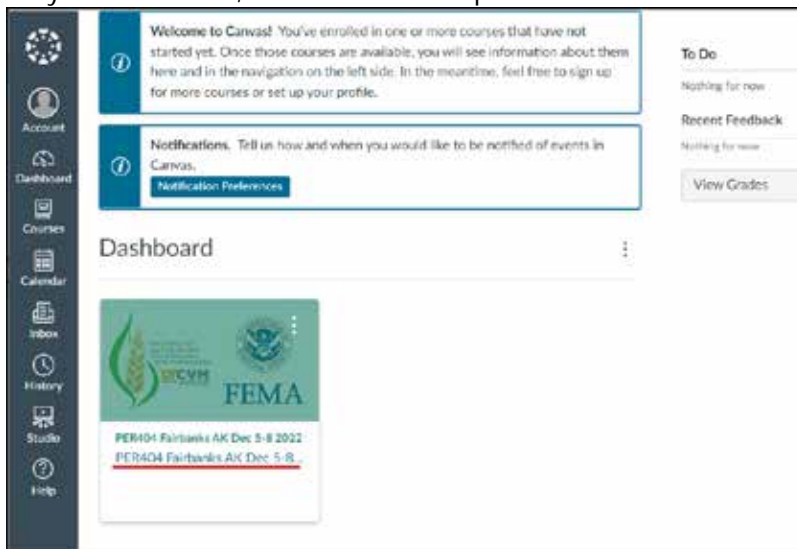 Welcome to Canvas! You've enrolled in one or more courses that have not
started yet. Once those courses are available, you will see information about them
here and in the navigation on the left side. In the meantime, feel free to sign up
for more courses or set up your profile.
Notifications. Tell us how and when you would like to be notified of events in
Canvas.
Notification Preferences
To Do
Nothing for now
Recent Feedback
Nothing for now
View Grades
Account
Dashboard
Courses
Calendar
Inbox
History
Studio
Help
Dashboard
CVM
FEMA
PER404 Fairbanks AK Dec 5-8 2022
PER404 Fairbanks AK Dec 5-8...